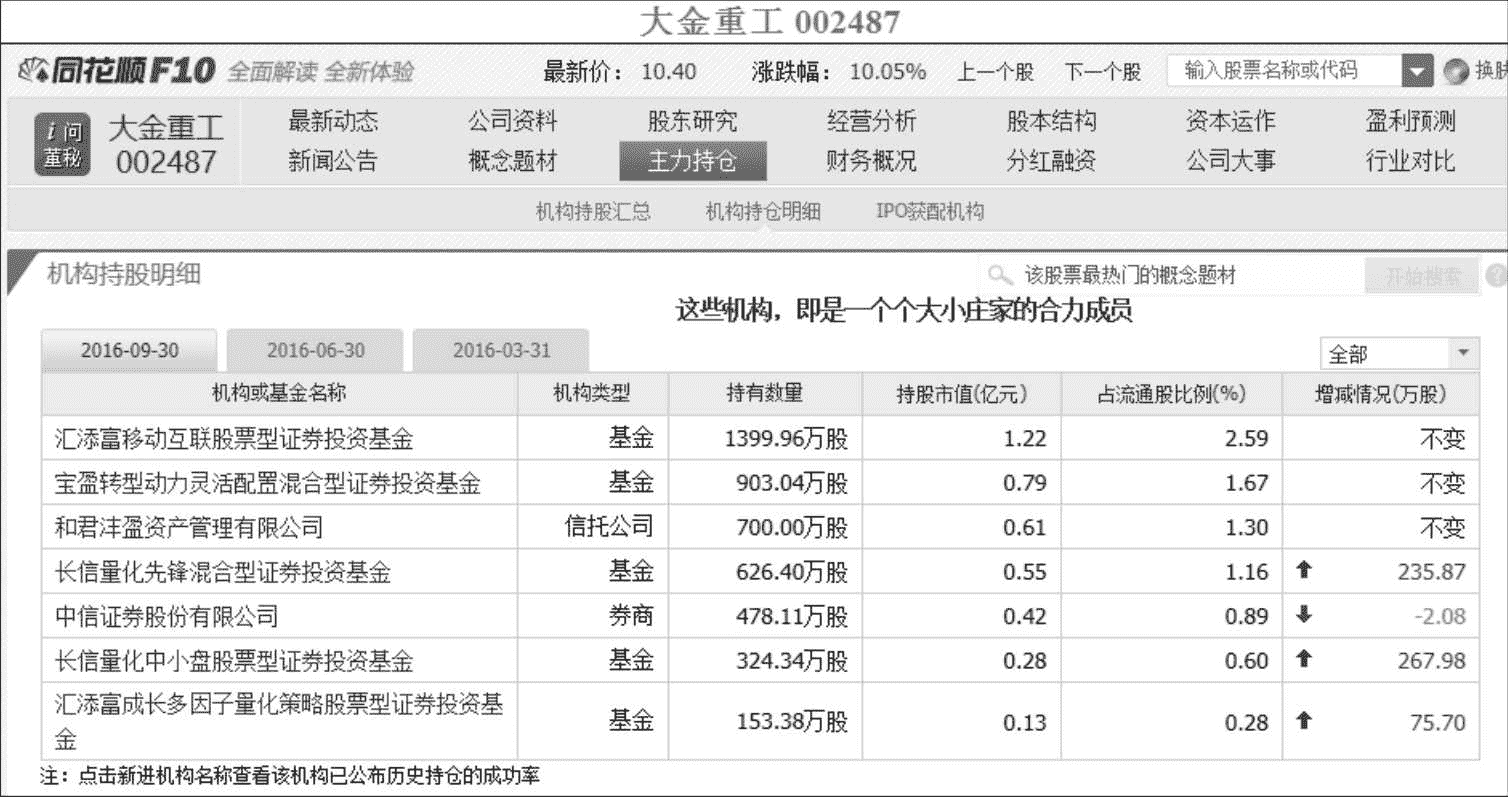 大金重工 002487
同花顺F10 全面解读 全新体验 最新价： 10.40 涨跌幅： 10.05% 上一个股 下一个股 输入股票名称或代码 换肤
i问董秘 大金重工 002487
最新动态 公司资料 股东研究 经营分析 股本结构 资本运作 盈利预测
新闻公告 概念题材 主力持仓 财务概况 分红融资 公司大事 行业对比
机构持股汇总 机构持仓明细 IPO获配机构
机构持股明细 该股票最热门的概念题材 开始搜索 ?
这些机构，即是一个个大小庄家的合力成员
2016-09-30 2016-06-30 2016-03-31 全部
机构或基金名称 机构类型 持有数量 持股市值(亿元) 占流通股比例(%) 增减情况(万股)
汇添富移动互联股票型证券投资基金 基金 1399.96万股 1.22 2.59 不变
宝盈转型动力灵活配置混合型证券投资基金 基金 903.04万股 0.79 1.67 不变
和君沣盈资产管理有限公司 信托公司 700.00万股 0.61 1.30 不变
长信量化先锋混合型证券投资基金 基金 626.40万股 0.55 1.16 ↑ 235.87
中信证券股份有限公司 券商 478.11万股 0.42 0.89 ↓ -2.08
长信量化中小盘股票型证券投资基金 基金 324.34万股 0.28 0.60 ↑ 267.98
汇添富成长多因子量化策略股票型证券投资基
金 基金 153.38万股 0.13 0.28 ↑ 75.70
注：点击新进机构名称查看该机构已公布历史持仓的成功率